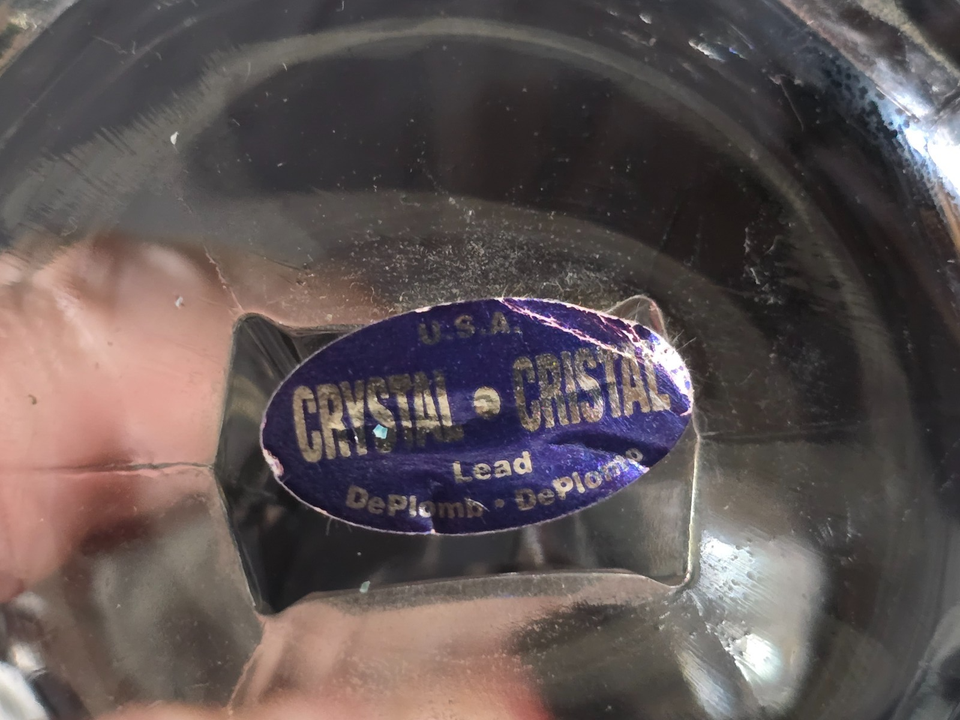 U.S.A.
CRYSTAL • CRISTAL
Lead
DePlomb • DePlomb